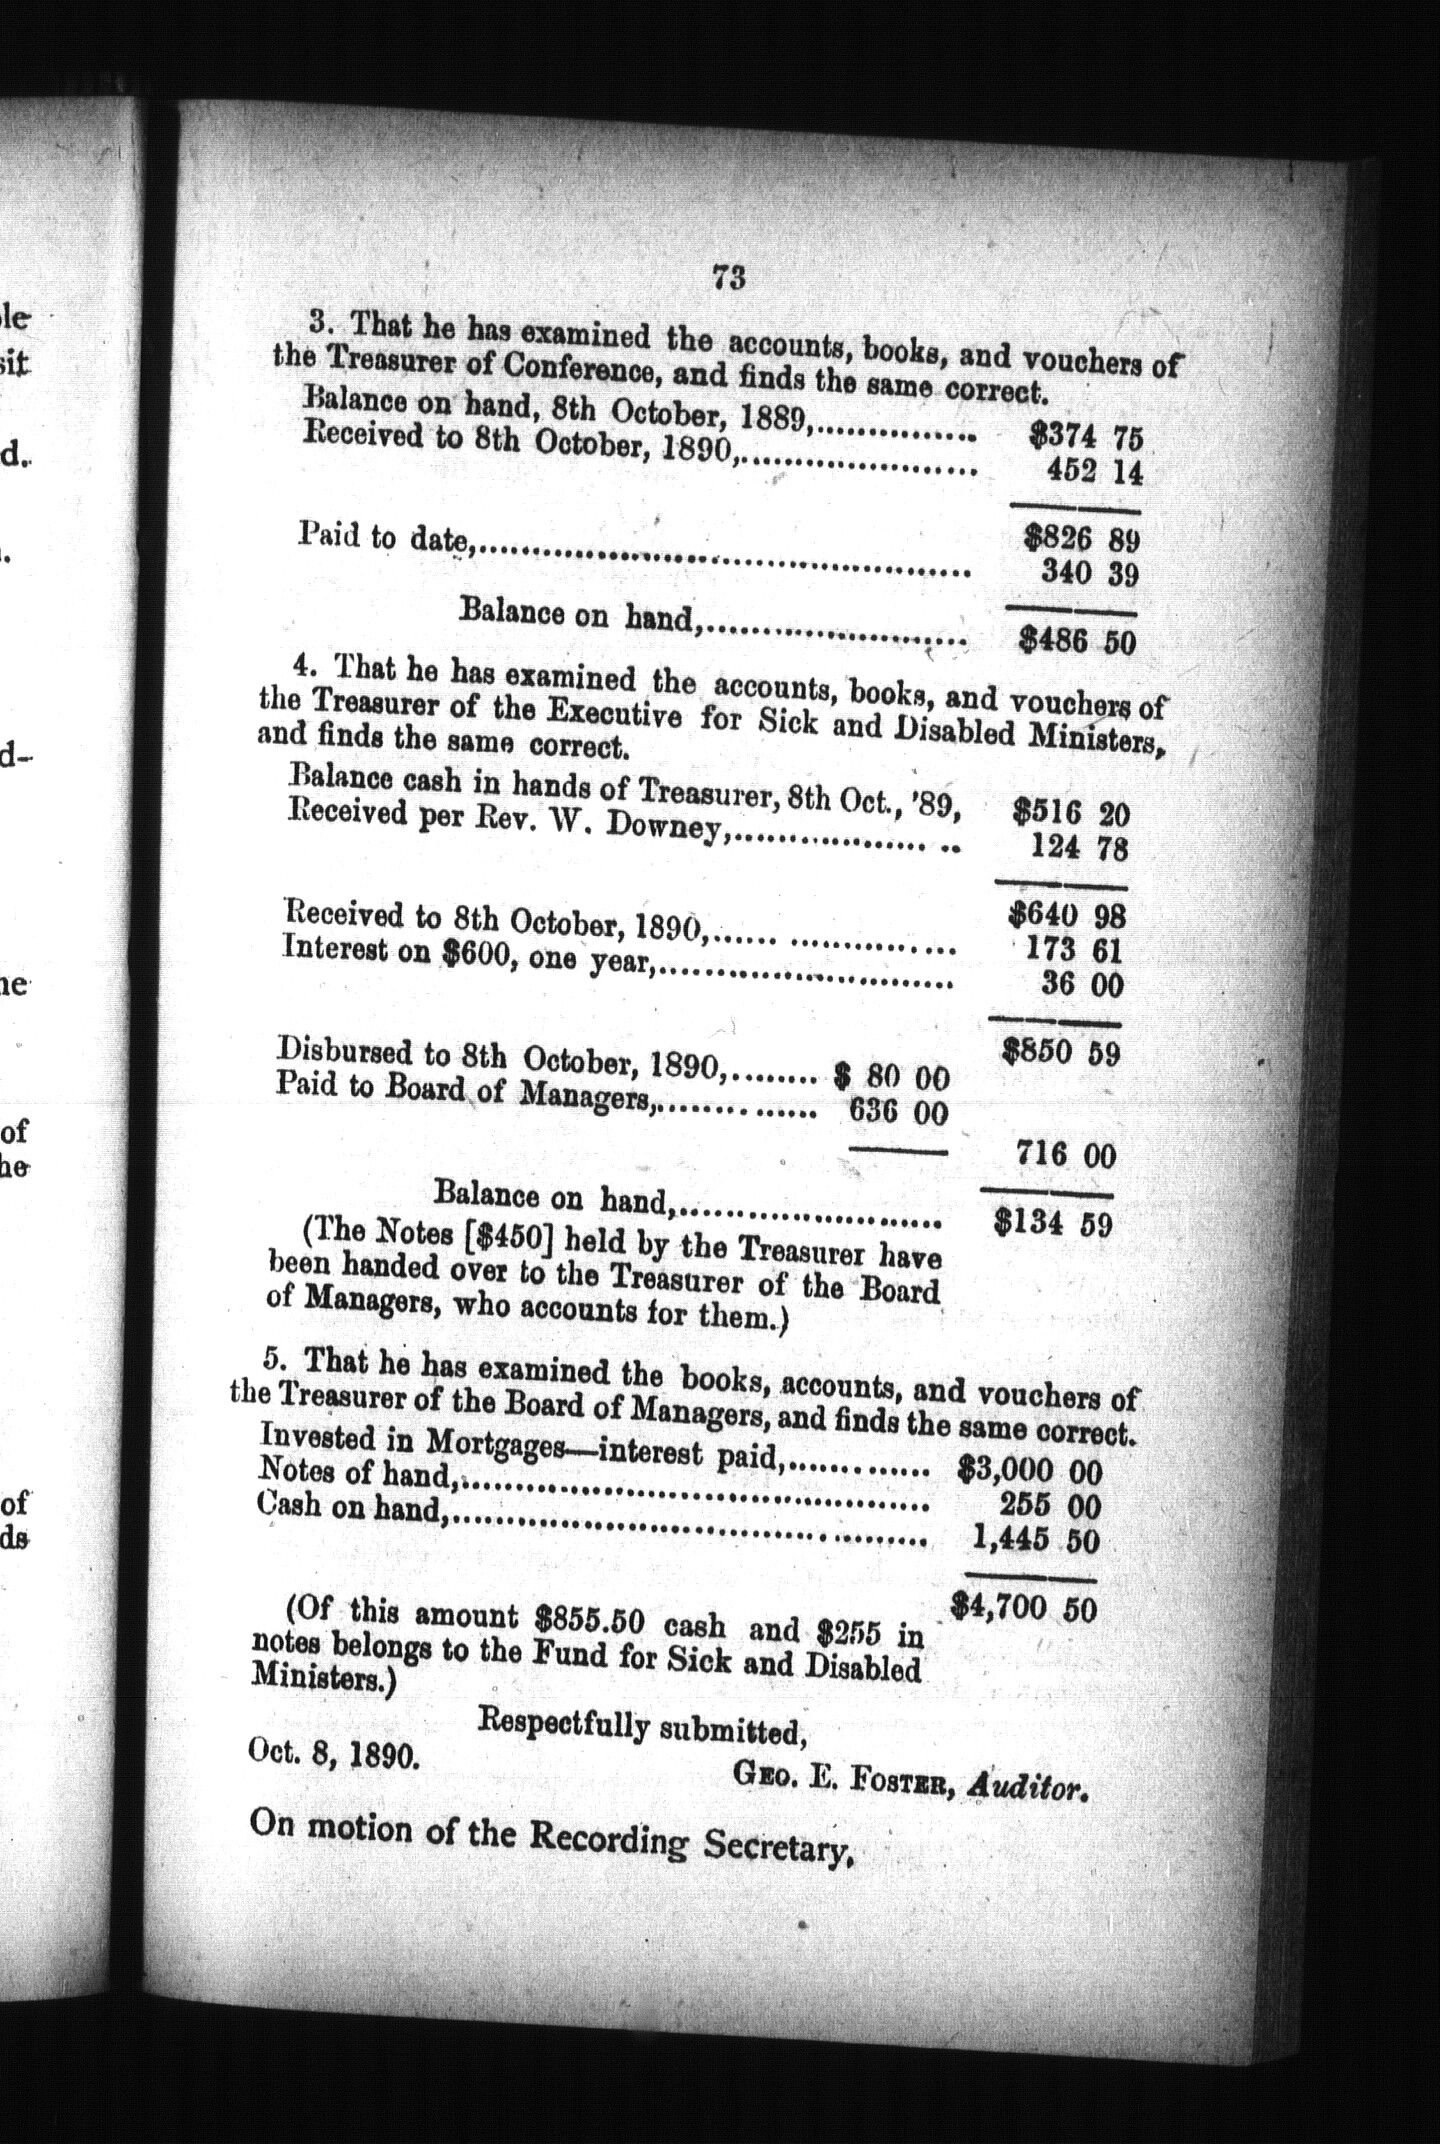 73
3. That he has examined the accounts, books, and vouchers of
the Treasurer of Conference, and finds the same correct.
Balance on hand, 8th October, 1889,............... $374 75
Received to 8th October, 1890,...................... 452 14
$826 89
Paid to date,............................................... 340 39
Balance on hand,........................ $486 50
4. That he has examined the accounts, books, and vouchers of
the Treasurer of the Executive for Sick and Disabled Ministers,
and finds the same correct.
Balance cash in hands of Treasurer, 8th Oct., '89, $516 20
Received per Rev. W. Downey,.................. .. 124 78
$640 98
Received to 8th October, 1890,...... ................ 173 61
Interest on $600, one year,............................ 36 00
$850 59
Disbursed to 8th October, 1890,........ $ 80 00
Paid to Board of Managers,............... 636 00
716 00
Balance on hand,........................ $134 59
(The Notes [$450] held by the Treasurer have
been handed over to the Treasurer of the Board
of Managers, who accounts for them.)
5. That he has examined the books, accounts, and vouchers of
the Treasurer of the Board of Managers, and finds the same correct.
Invested in Mortgages—interest paid,............. $3,000 00
Notes of hand,............................................. 255 00
Cash on hand,............................................. 1,445 50
$4,700 50
(Of this amount $855.50 cash and $255 in
notes belongs to the Fund for Sick and Disabled
Ministers.)
Respectfully submitted,
Oct. 8, 1890.
GEO. E. FOSTER, Auditor.
On motion of the Recording Secretary,